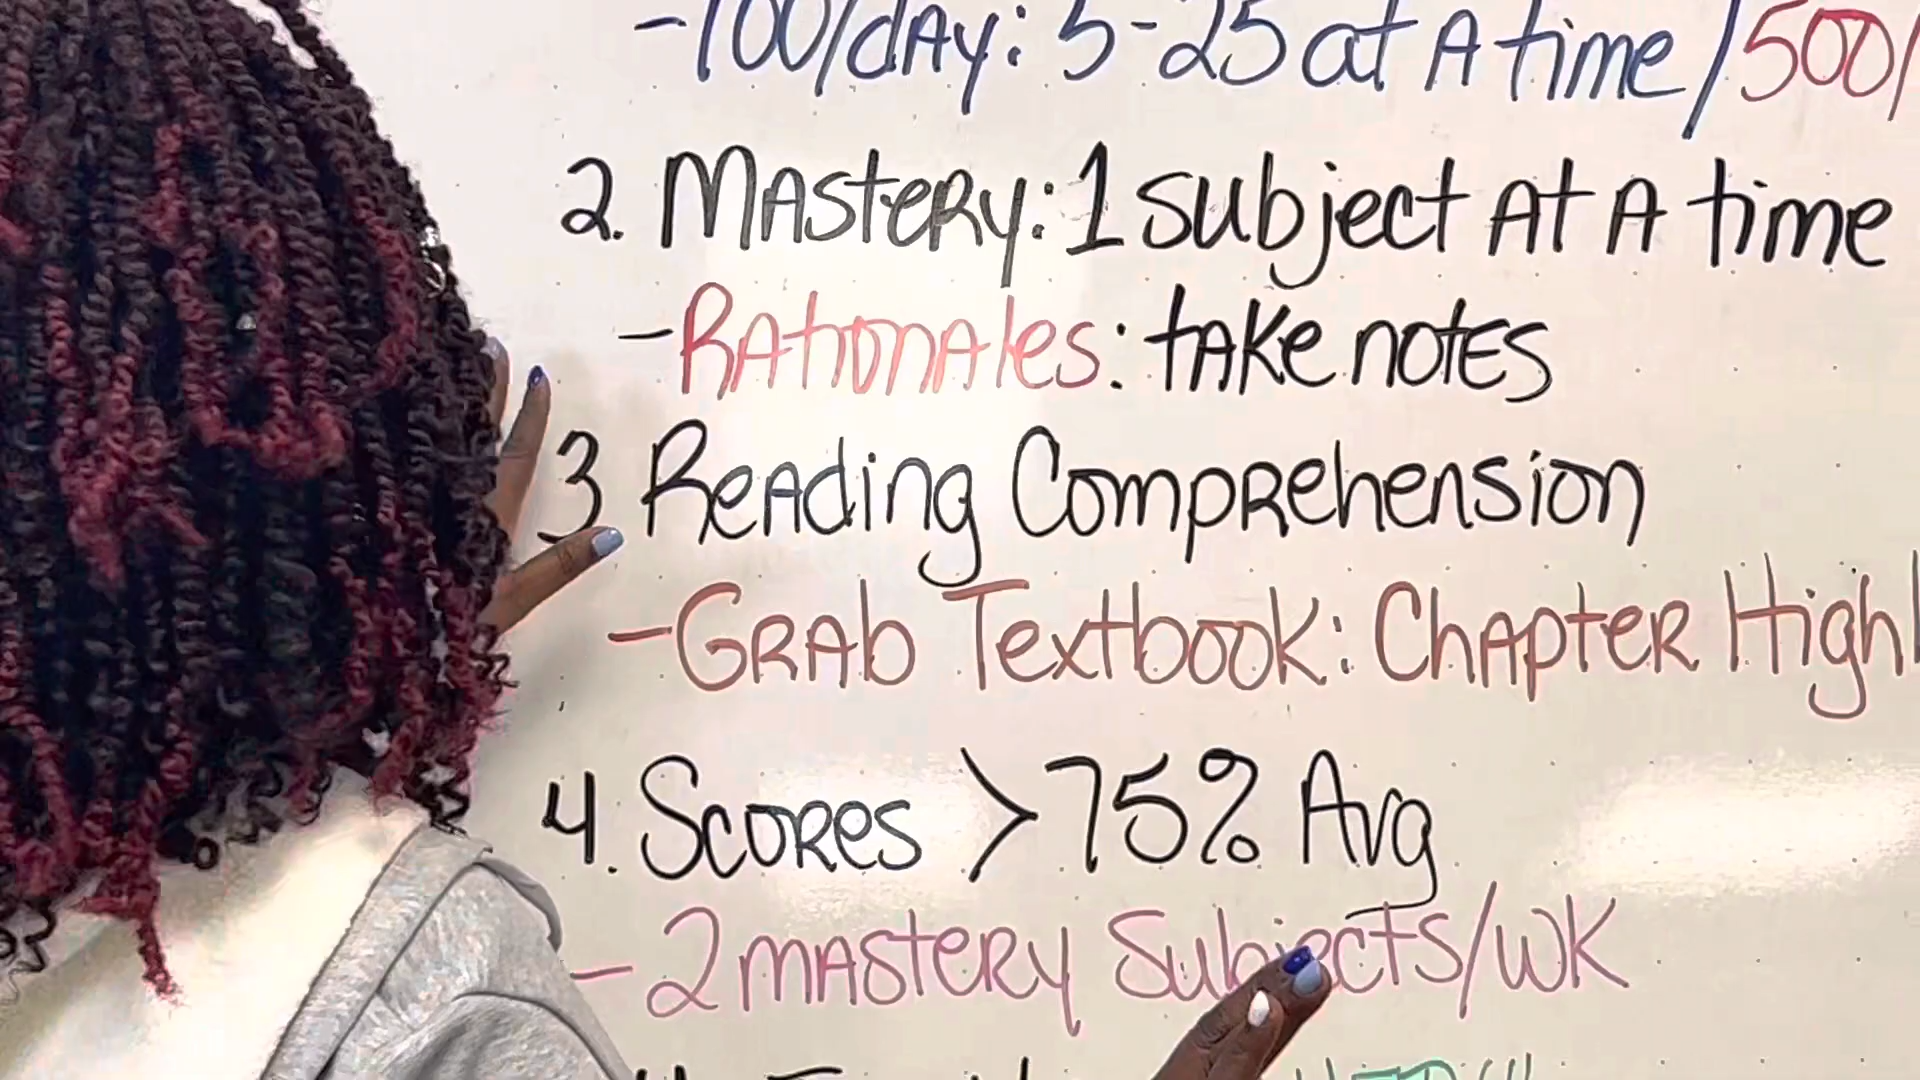 -100/day: 5-25 at A time/500/
2. Mastery: 1 subject At A time
-Rationales: take notes
3 Reading Comprehension
-Grab Textbook: Chapter Highl
4. Scores > 75% Avg
-2 mastery Subjects/WK